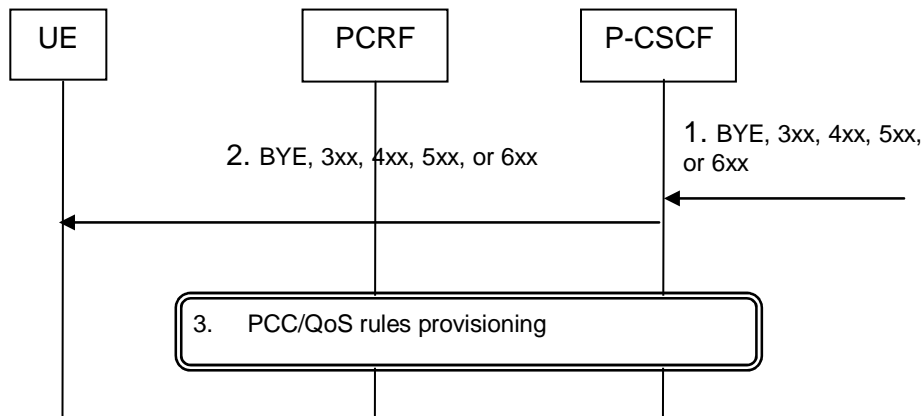 UE
PCRF
P-CSCF
1. BYE, 3xx, 4xx, 5xx,
or 6xx
2. BYE, 3xx, 4xx, 5xx, or 6xx
3. PCC/QoS rules provisioning